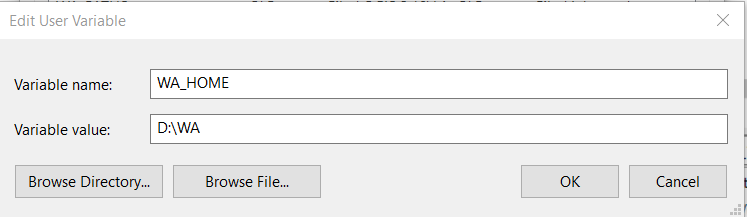 Edit User Variable
Variable name: WA_HOME
Variable value: D:\WA
Browse Directory... Browse File... OK Cancel